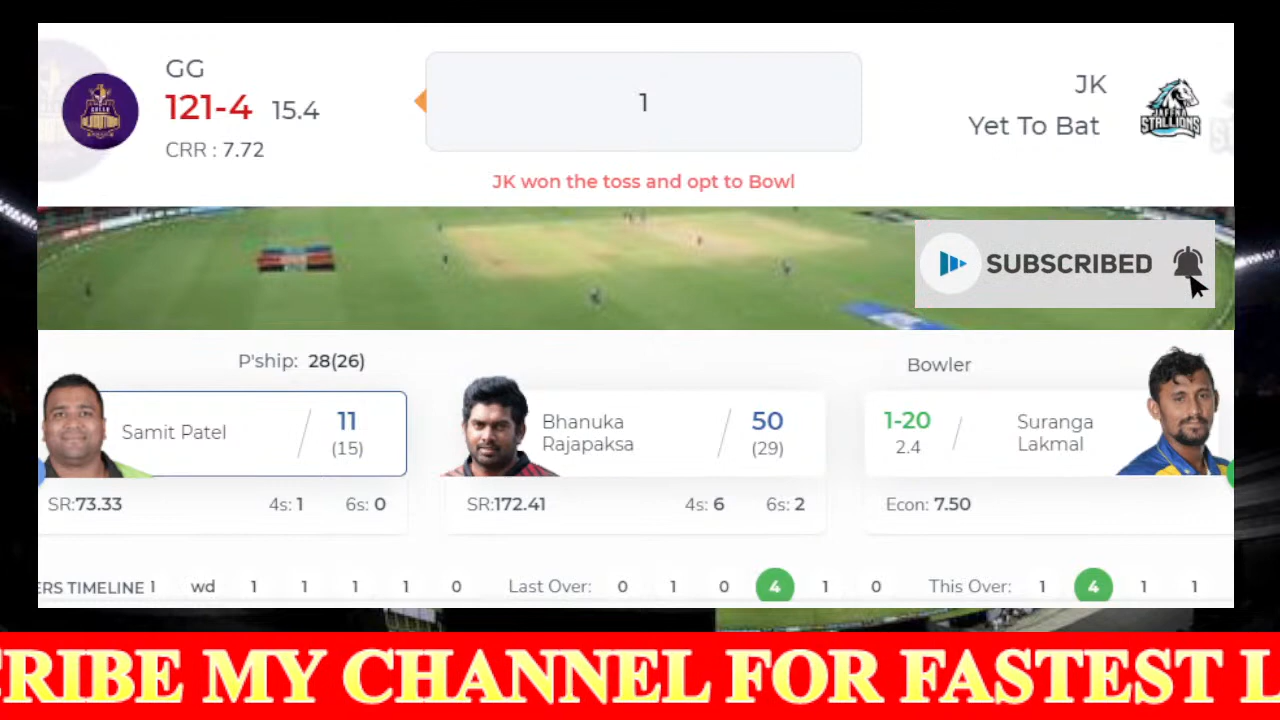 GG
121-4 15.4
CRR : 7.72
1
JK won the toss and opt to Bowl
JK
Yet To Bat
JAFFNA
STALLIONS
SUBSCRIBED
P'ship: 28(26)
Samit Patel 11
(15)
SR:73.33 4s: 1 6s: 0
Bhanuka
Rajapaksa 50
(29)
SR:172.41 4s: 6 6s: 2
Bowler
1-20
2.4
Suranga
Lakmal
Econ: 7.50
ERS TIMELINE 1 wd 1 1 1 1 0 Last Over: 0 1 0 4 1 0 This Over: 1 4 1 1
CRIBE MY CHANNEL FOR FASTEST L